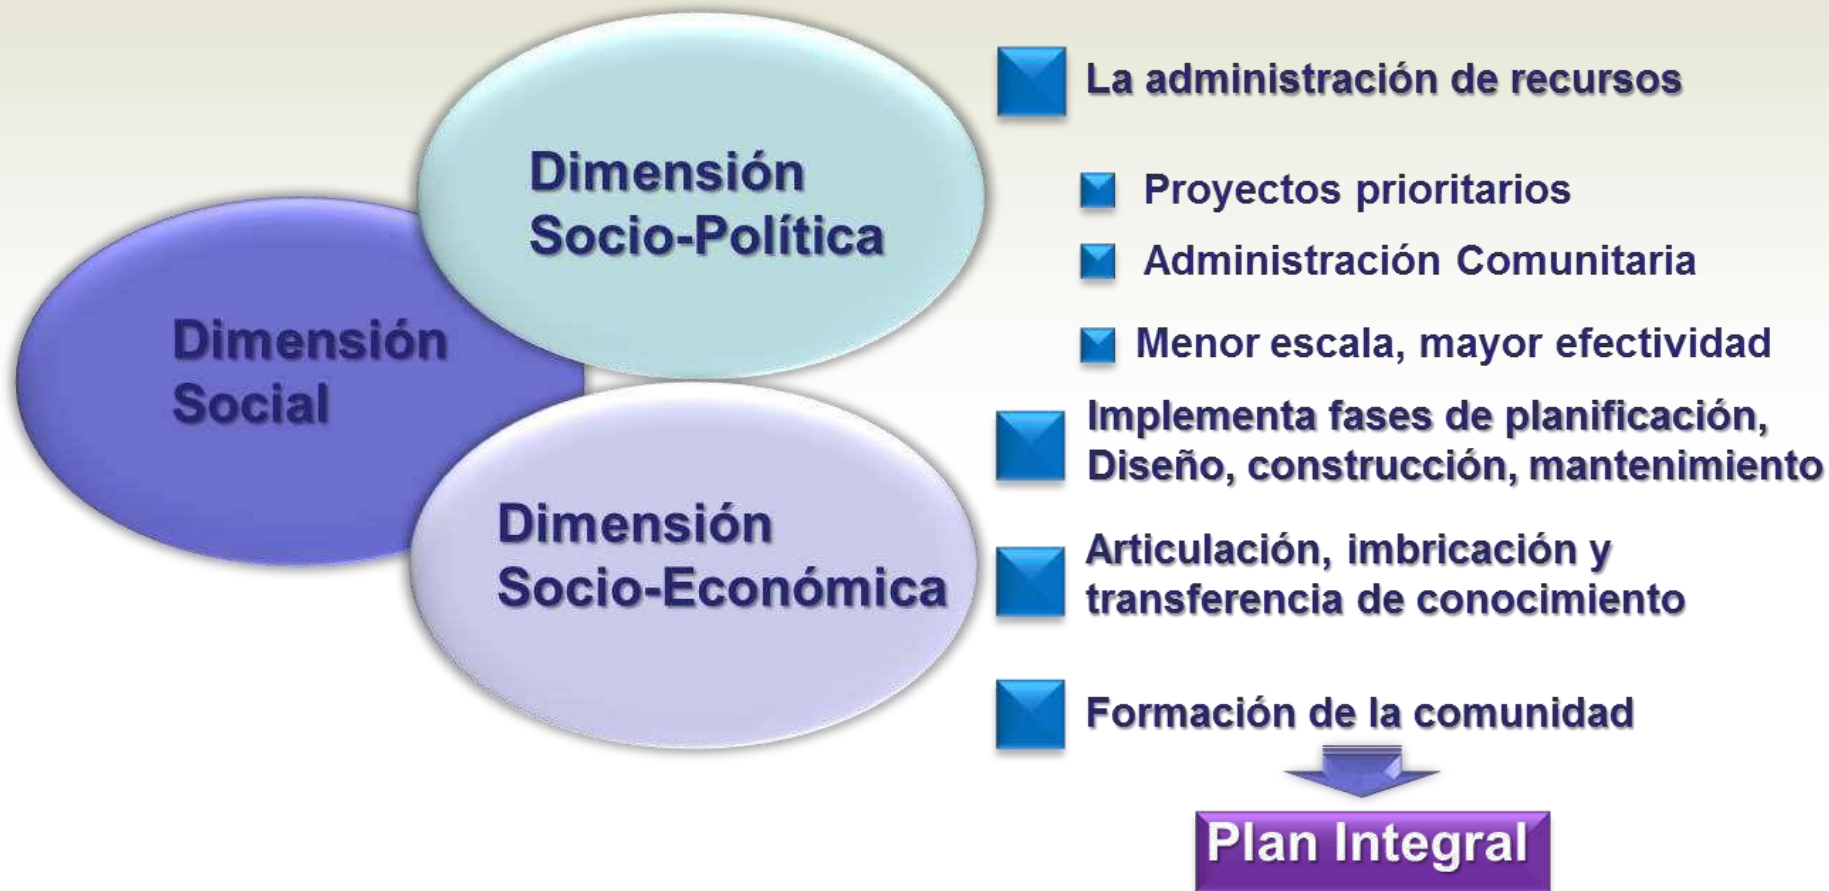 Dimensión
Socio-Política
Dimensión
Social
Dimensión
Socio-Económica
La administración de recursos
Proyectos prioritarios
Administración Comunitaria
Menor escala, mayor efectividad
Implementa fases de planificación,
Diseño, construcción, mantenimiento
Articulación, imbricación y
transferencia de conocimiento
Formación de la comunidad
Plan Integral